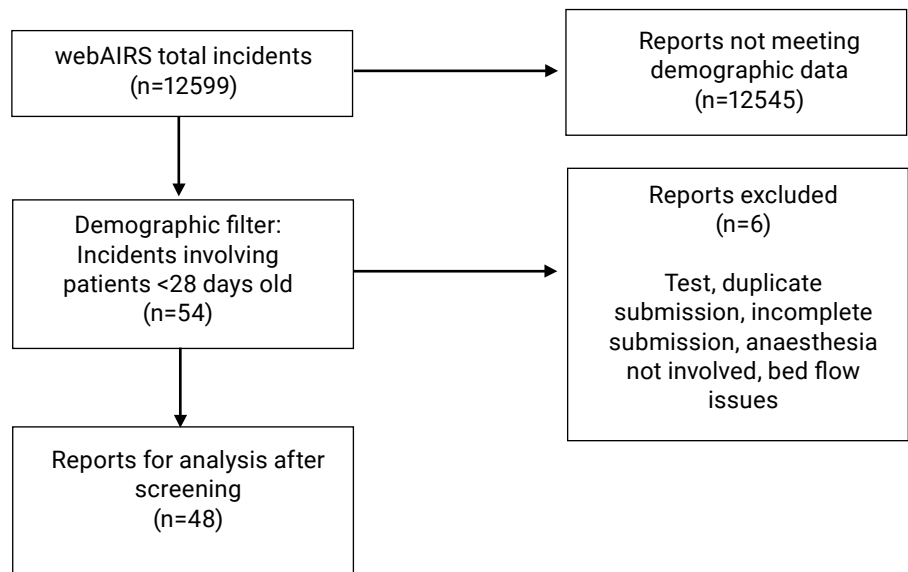 webAIRS total incidents
(n=12599)
Reports not meeting
demographic data
(n=12545)
Demographic filter:
Incidents involving
patients <28 days old
(n=54)
Reports excluded
(n=6)
Test, duplicate
submission, incomplete
submission, anaesthesia
not involved, bed flow
issues
Reports for analysis after
screening
(n=48)